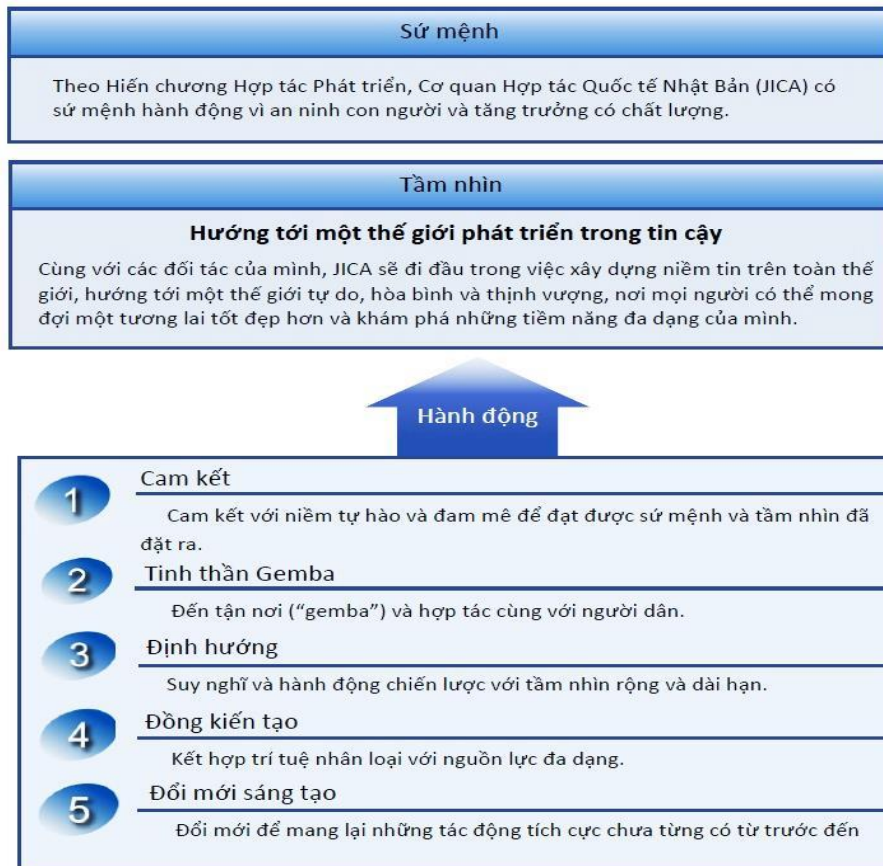 Sứ mệnh
Theo Hiến chương Hợp tác Phát triển, Cơ quan Hợp tác Quốc tế Nhật Bản (JICA) có
sứ mệnh hành động vì an ninh con người và tăng trưởng có chất lượng.
Tầm nhìn
Hướng tới một thế giới phát triển trong tin cậy
Cùng với các đối tác của mình, JICA sẽ đi đầu trong việc xây dựng niềm tin trên toàn thế
giới, hướng tới một thế giới tự do, hòa bình và thịnh vượng, nơi mọi người có thể mong
đợi một tương lai tốt đẹp hơn và khám phá những tiềm năng đa dạng của mình.
Hành động
1 Cam kết
Cam kết với niềm tự hào và đam mê để đạt được sứ mệnh và tầm nhìn đã
đặt ra.
2 Tinh thần Gemba
Đến tận nơi (“gemba”) và hợp tác cùng với người dân.
3 Định hướng
Suy nghĩ và hành động chiến lược với tầm nhìn rộng và dài hạn.
4 Đồng kiến tạo
Kết hợp trí tuệ nhân loại với nguồn lực đa dạng.
5 Đổi mới sáng tạo
Đổi mới để mang lại những tác động tích cực chưa từng có từ trước đến